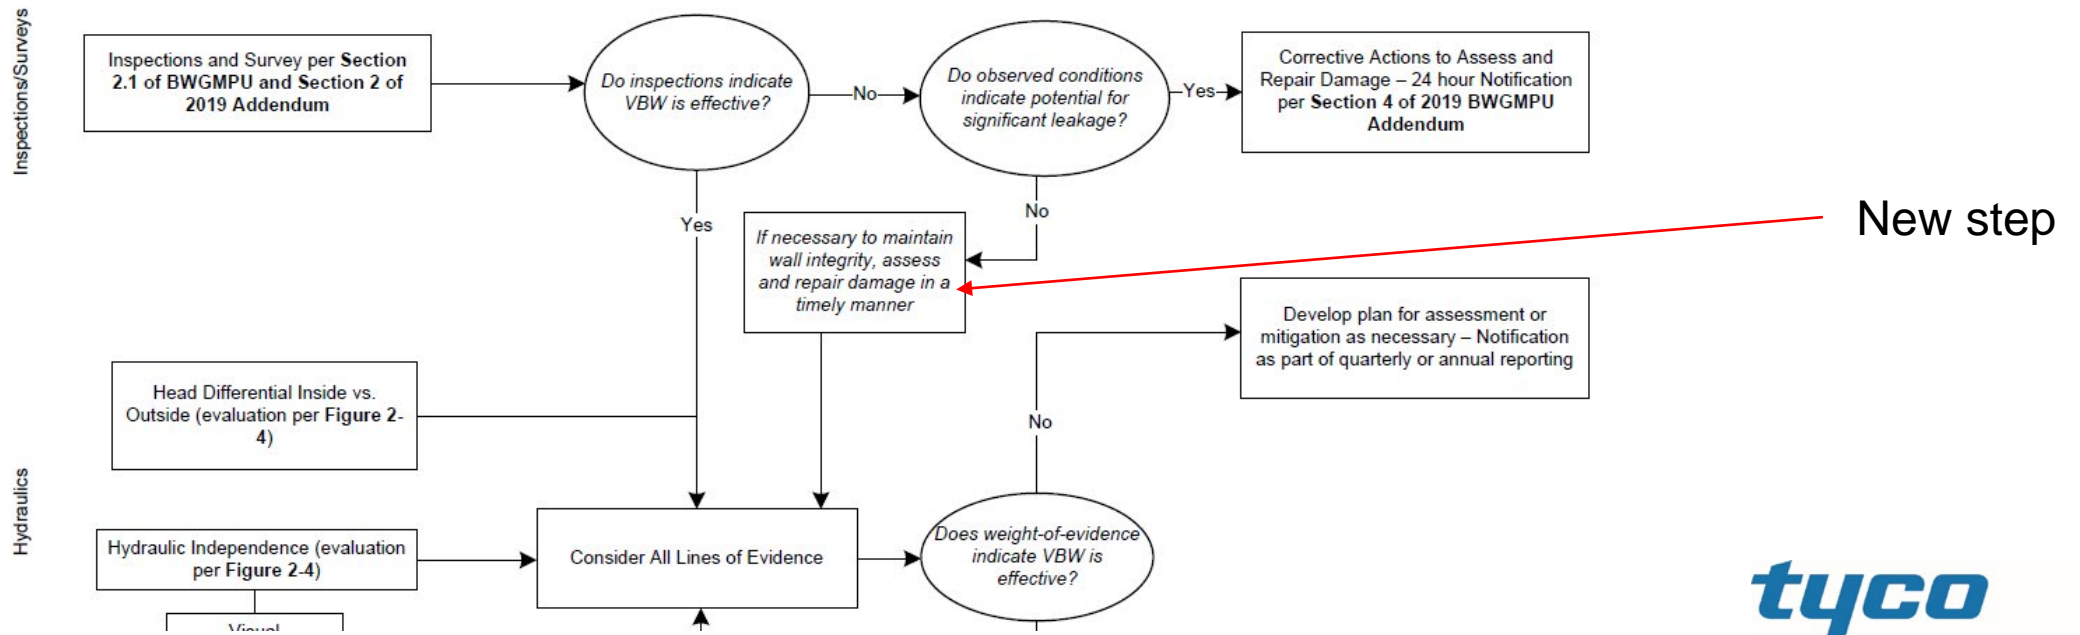 Inspections/Surveys
Inspections and Survey per Section
2.1 of BWGMPU and Section 2 of
2019 Addendum
Do inspections indicate
VBW is effective?
No
Do observed conditions
indicate potential for
significant leakage?
Yes
Corrective Actions to Assess and
Repair Damage – 24 hour Notification
per Section 4 of 2019 BWGMPU
Addendum
Yes
No
If necessary to maintain
wall integrity, assess
and repair damage in a
timely manner
New step
Develop plan for assessment or
mitigation as necessary – Notification
as part of quarterly or annual reporting
Head Differential Inside vs.
Outside (evaluation per Figure 2-
4)
No
Hydraulics
Hydraulic Independence (evaluation
per Figure 2-4)
Consider All Lines of Evidence
Does weight-of-evidence
indicate VBW is
effective?
Visual
tyco